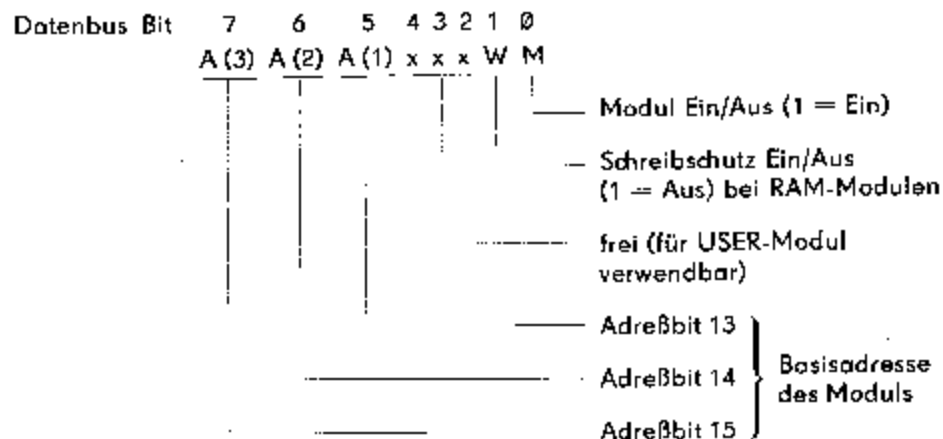 Datenbus Bit 7 6 5 4 3 2 1 0
A (3) A (2) A (1) x x x W M
Modul Ein/Aus (1 = Ein)
Schreibschutz Ein/Aus
(1 = Aus) bei RAM-Modulen
frei (für USER-Modul
verwendbar)
Adreßbit 13
Adreßbit 14
Adreßbit 15
Basisadresse
des Moduls